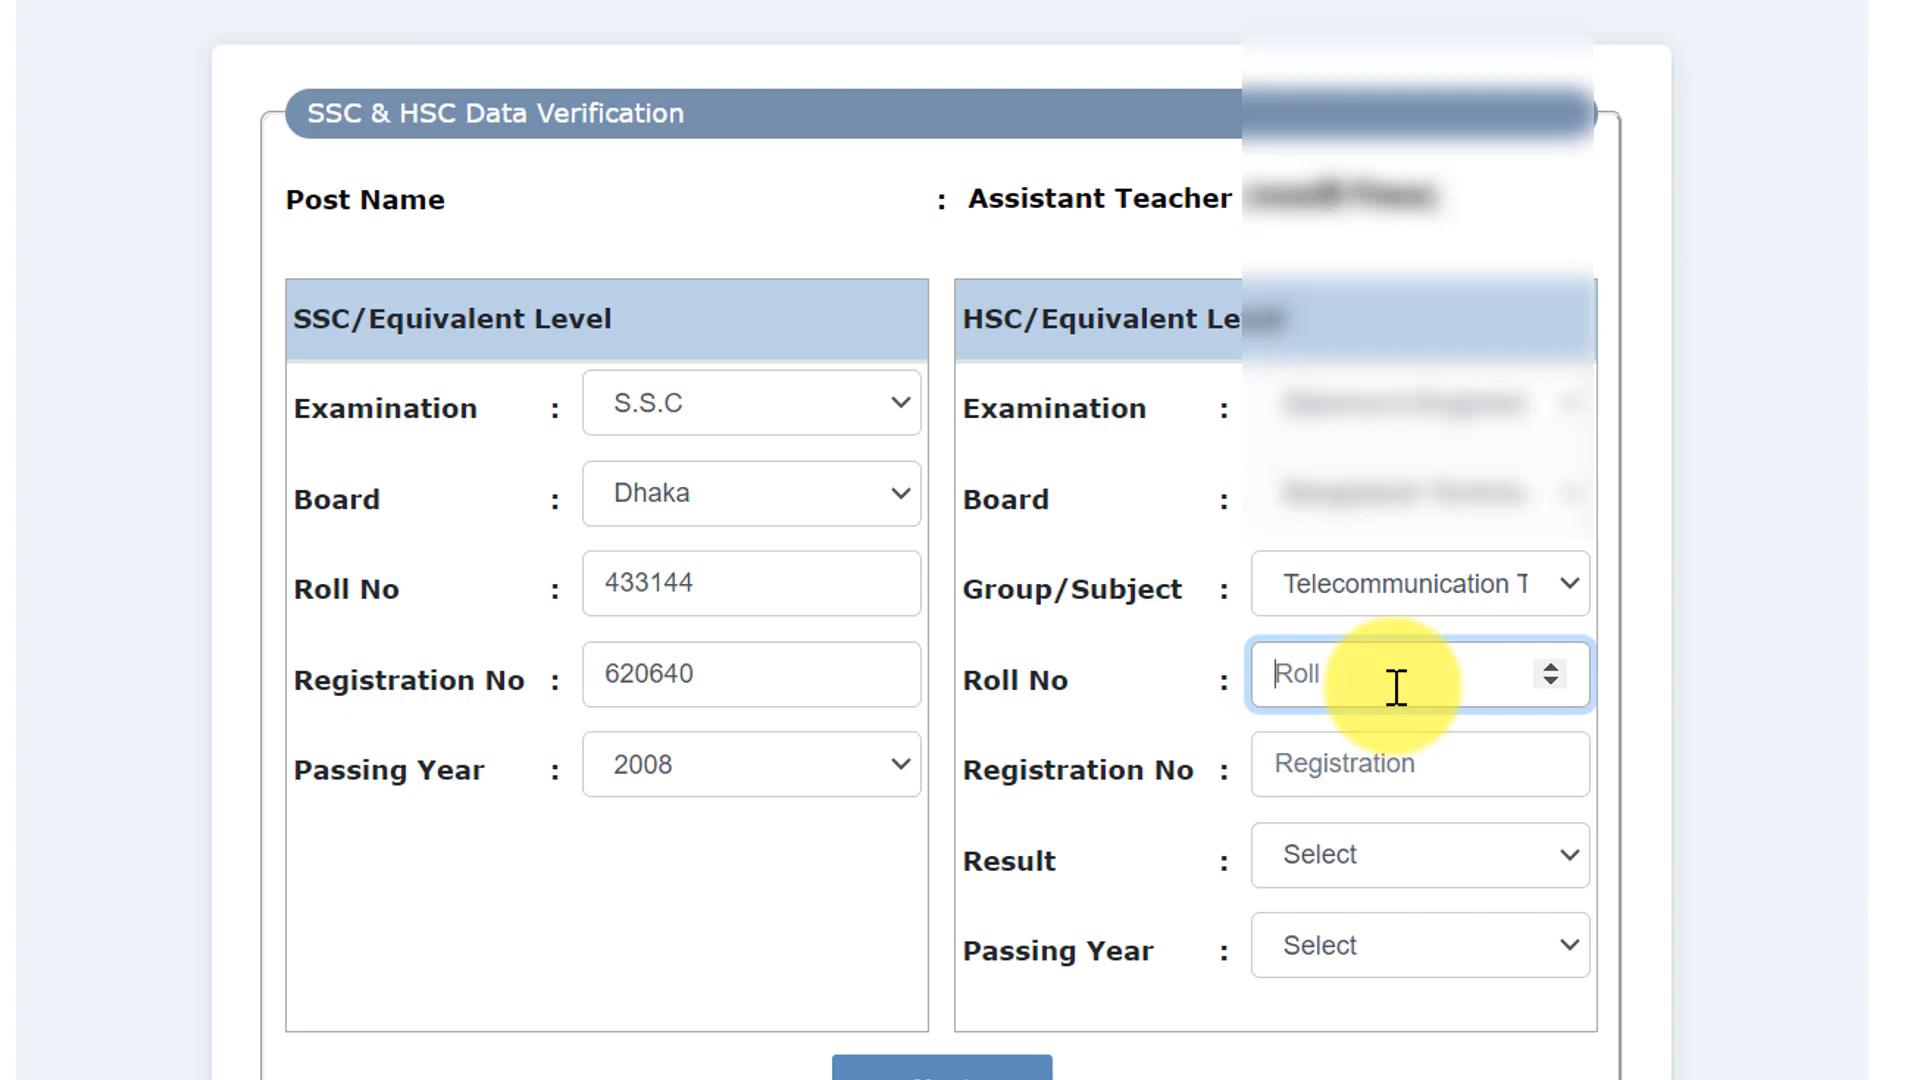 SSC & HSC Data Verification
Post Name : Assistant Teacher
SSC/Equivalent Level
Examination : S.S.C
Board : Dhaka
Roll No : 433144
Registration No : 620640
Passing Year : 2008
HSC/Equivalent Level
Examination :
Board :
Group/Subject : Telecommunication T
Roll No : Roll
Registration No : Registration
Result : Select
Passing Year : Select